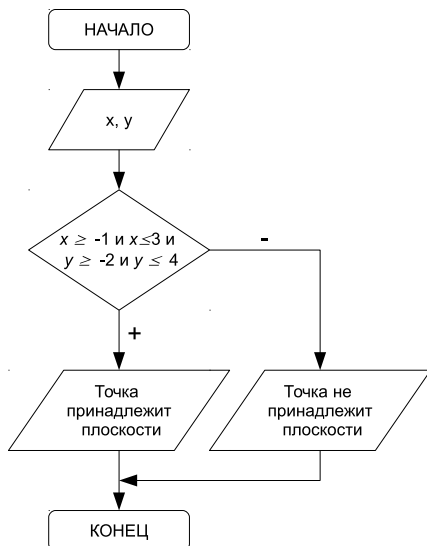 НАЧАЛО
x, y
x ≥ -1 и x≤3 и
y ≥ -2 и y ≤ 4
-
+
Точка
принадлежит
плоскости
Точка не
принадлежит
плоскости
КОНЕЦ